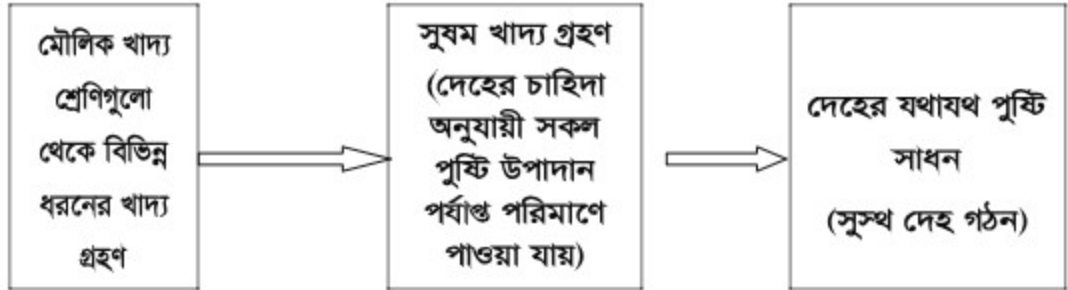 মৌলিক খাদ্য
শ্রেণিগুলো
থেকে বিভিন্ন
ধরনের খাদ্য
গ্রহণ
সুষম খাদ্য গ্রহণ
(দেহের চাহিদা
অনুযায়ী সকল
পুষ্টি উপাদান
পর্যাপ্ত পরিমাণে
পাওয়া যায়)
দেহের যথাযথ পুষ্টি
সাধন
(সুস্থ দেহ গঠন)